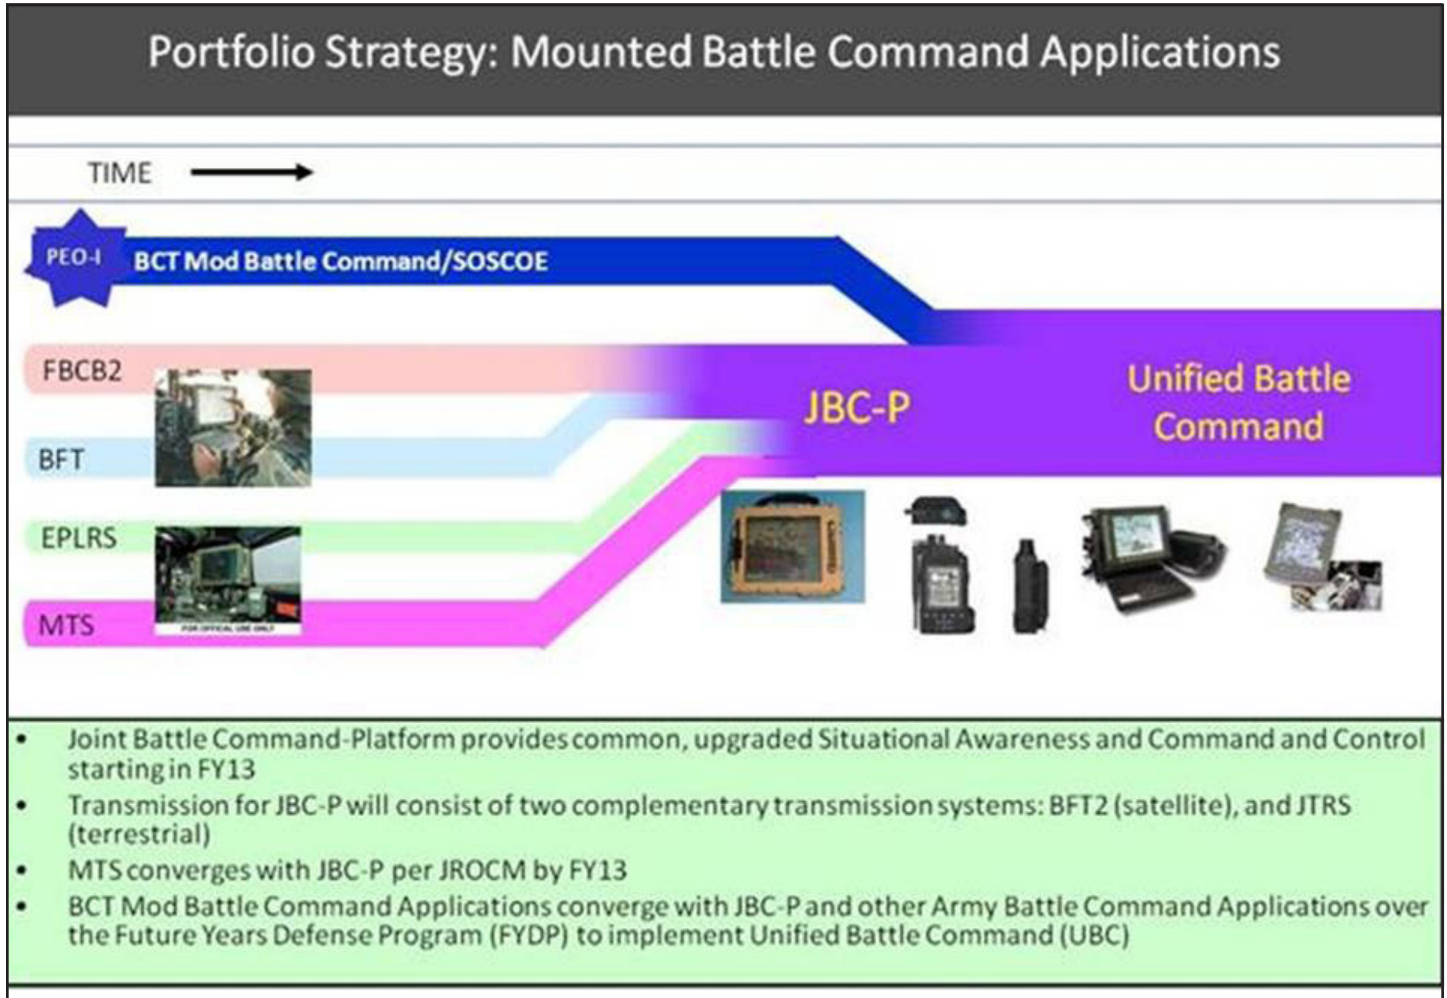 Portfolio Strategy: Mounted Battle Command Applications
TIME
PEO-I
BCT Mod Battle Command/SOSCOE
FBCB2
BFT
EPLRS
MTS
FOR OFFICAL USE ONLY
JBC-P
Unified Battle
Command
• Joint Battle Command-Platform provides common, upgraded Situational Awareness and Command and Control
starting in FY13
• Transmission for JBC-P will consist of two complementary transmission systems: BFT2 (satellite), and JTRS
(terrestrial)
• MTS converges with JBC-P per JROCM by FY13
• BCT Mod Battle Command Applications converge with JBC-P and other Army Battle Command Applications over
the Future Years Defense Program (FYDP) to implement Unified Battle Command (UBC)